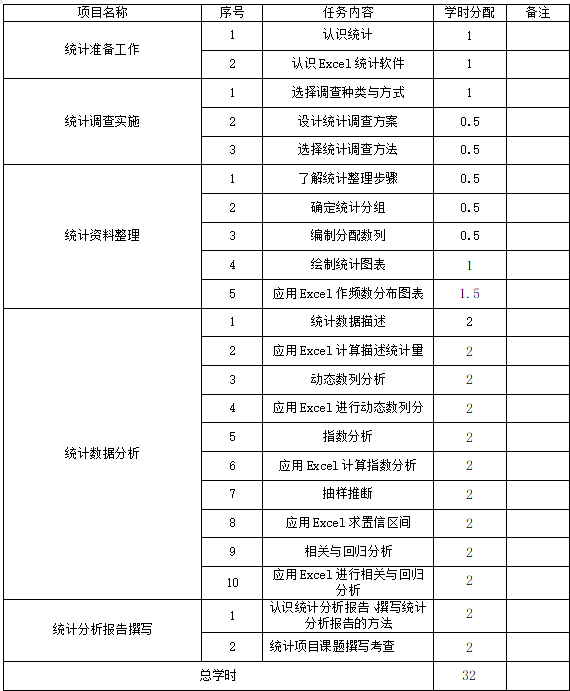 项目名称 序号 任务内容 学时分配 备注
统计准备工作
1 认识统计 1
2 认识Excel统计软件 1
统计调查实施
1 选择调查种类与方式 1
2 设计统计调查方案 0.5
3 选择统计调查方法 0.5
统计资料整理
1 了解统计整理步骤 0.5
2 确定统计分组 0.5
3 编制分配数列 0.5
4 绘制统计图表 1
5 应用Excel作频数分布图表 1.5
统计数据分析
1 统计数据描述 2
2 应用Excel计算描述统计量 2
3 动态数列分析 2
4 应用Excel进行动态数列分 2
5 指数分析 2
6 应用Excel计算指数分析 2
7 抽样推断 2
8 应用Excel求置信区间 2
9 相关与回归分析 2
10 应用Excel进行相关与回归 2
分析
统计分析报告撰写
1 认识统计分析报告、撰写统计 2
分析报告的方法
2 统计项目课题撰写考查 2
总学时 32